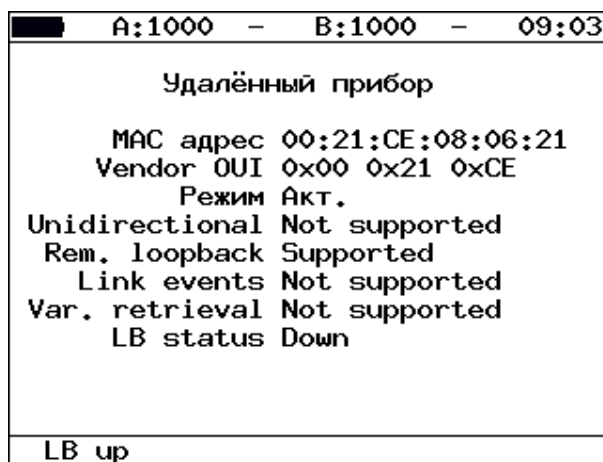 A:1000 – B:1000 – 09:03
Удалённый прибор
MAC адрес 00:21:CE:08:06:21
Vendor OUI 0x00 0x21 0xCE
Режим Акт.
Unidirectional Not supported
Rem. loopback Supported
Link events Not supported
Var. retrieval Not supported
LB status Down
LB up